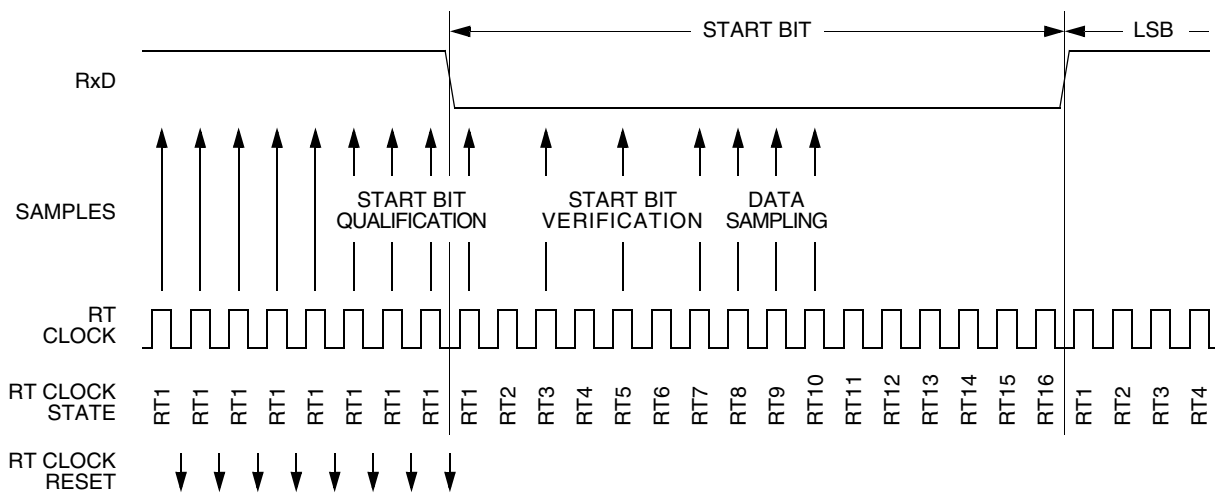 START BIT
LSB
RxD
SAMPLES
START BIT
QUALIFICATION
START BIT
VERIFICATION
DATA
SAMPLING
RT
CLOCK
RT CLOCK
STATE
RT1 RT1 RT1 RT1 RT1 RT1 RT1 RT1 RT1 RT2 RT3 RT4 RT5 RT6 RT7 RT8 RT9 RT10 RT11 RT12 RT13 RT14 RT15 RT16 RT1 RT2 RT3 RT4
RT CLOCK
RESET